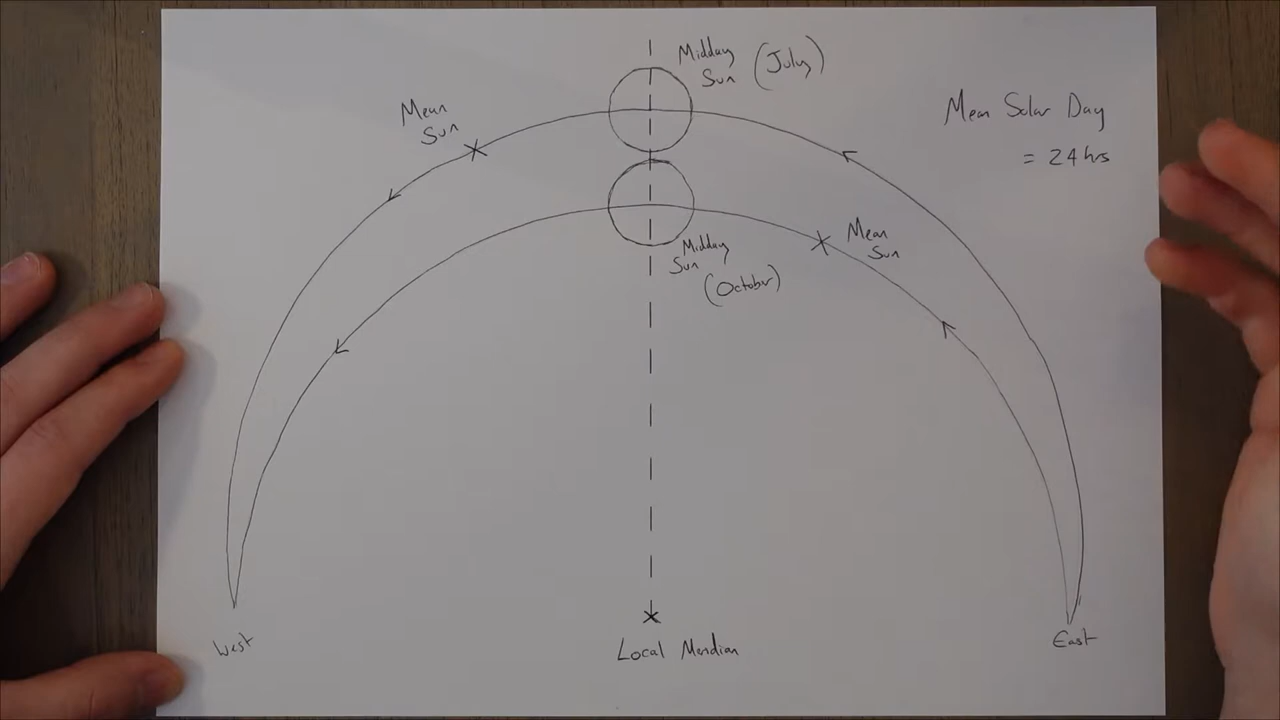 Midday
Sun (July)
Mean
Sun
Mean Solar Day
= 24 hrs
Mean
Sun
Midday
Sun
(October)
West
East
Local Meridian